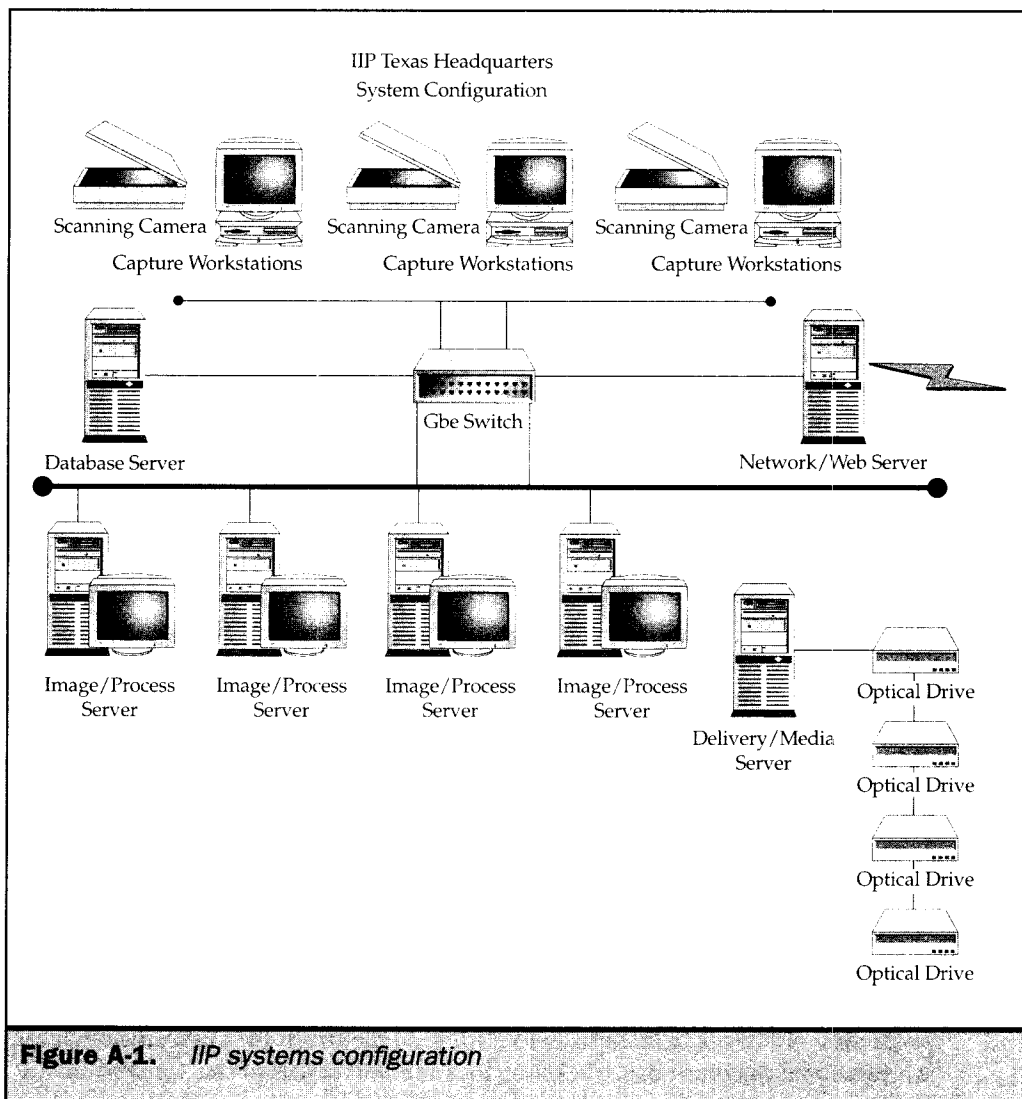 IIP Texas Headquarters
System Configuration
Scanning Camera
Capture Workstations
Scanning Camera
Capture Workstations
Scanning Camera
Capture Workstations
Database Server
Gbe Switch
Network/Web Server
Image/Process
Server
Image/Process
Server
Image/Process
Server
Image/Process
Server
Delivery/Media
Server
Optical Drive
Optical Drive
Optical Drive
Optical Drive
Figure A-1. IIP systems configuration